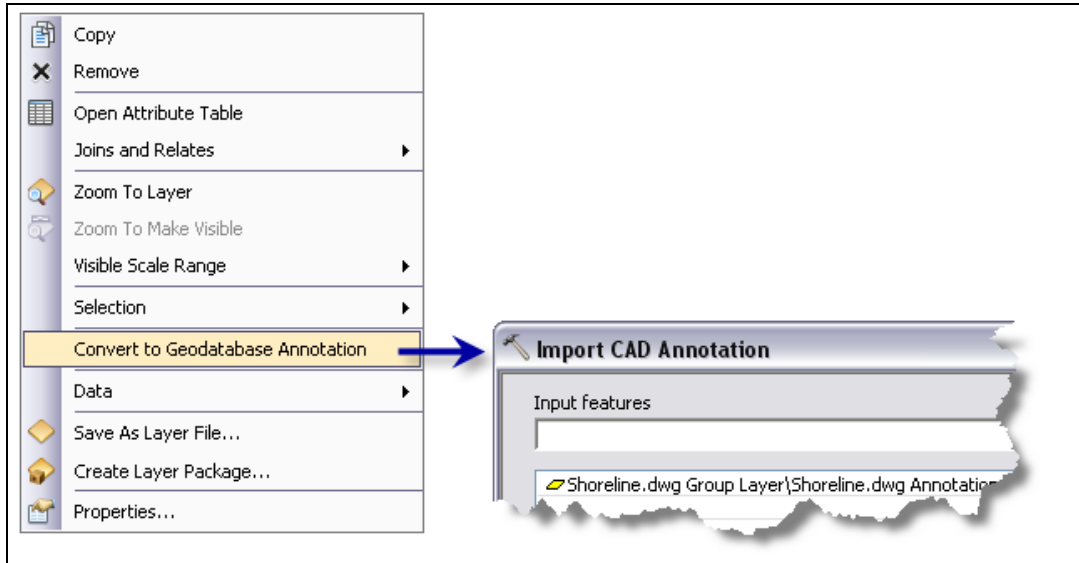 Copy
Remove
Open Attribute Table
Joins and Relates
Zoom To Layer
Zoom To Make Visible
Visible Scale Range
Selection
Convert to Geodatabase Annotation
Data
Save As Layer File...
Create Layer Package...
Properties...
Import CAD Annotation
Input features
Shoreline.dwg Group Layer\Shoreline.dwg Annotation